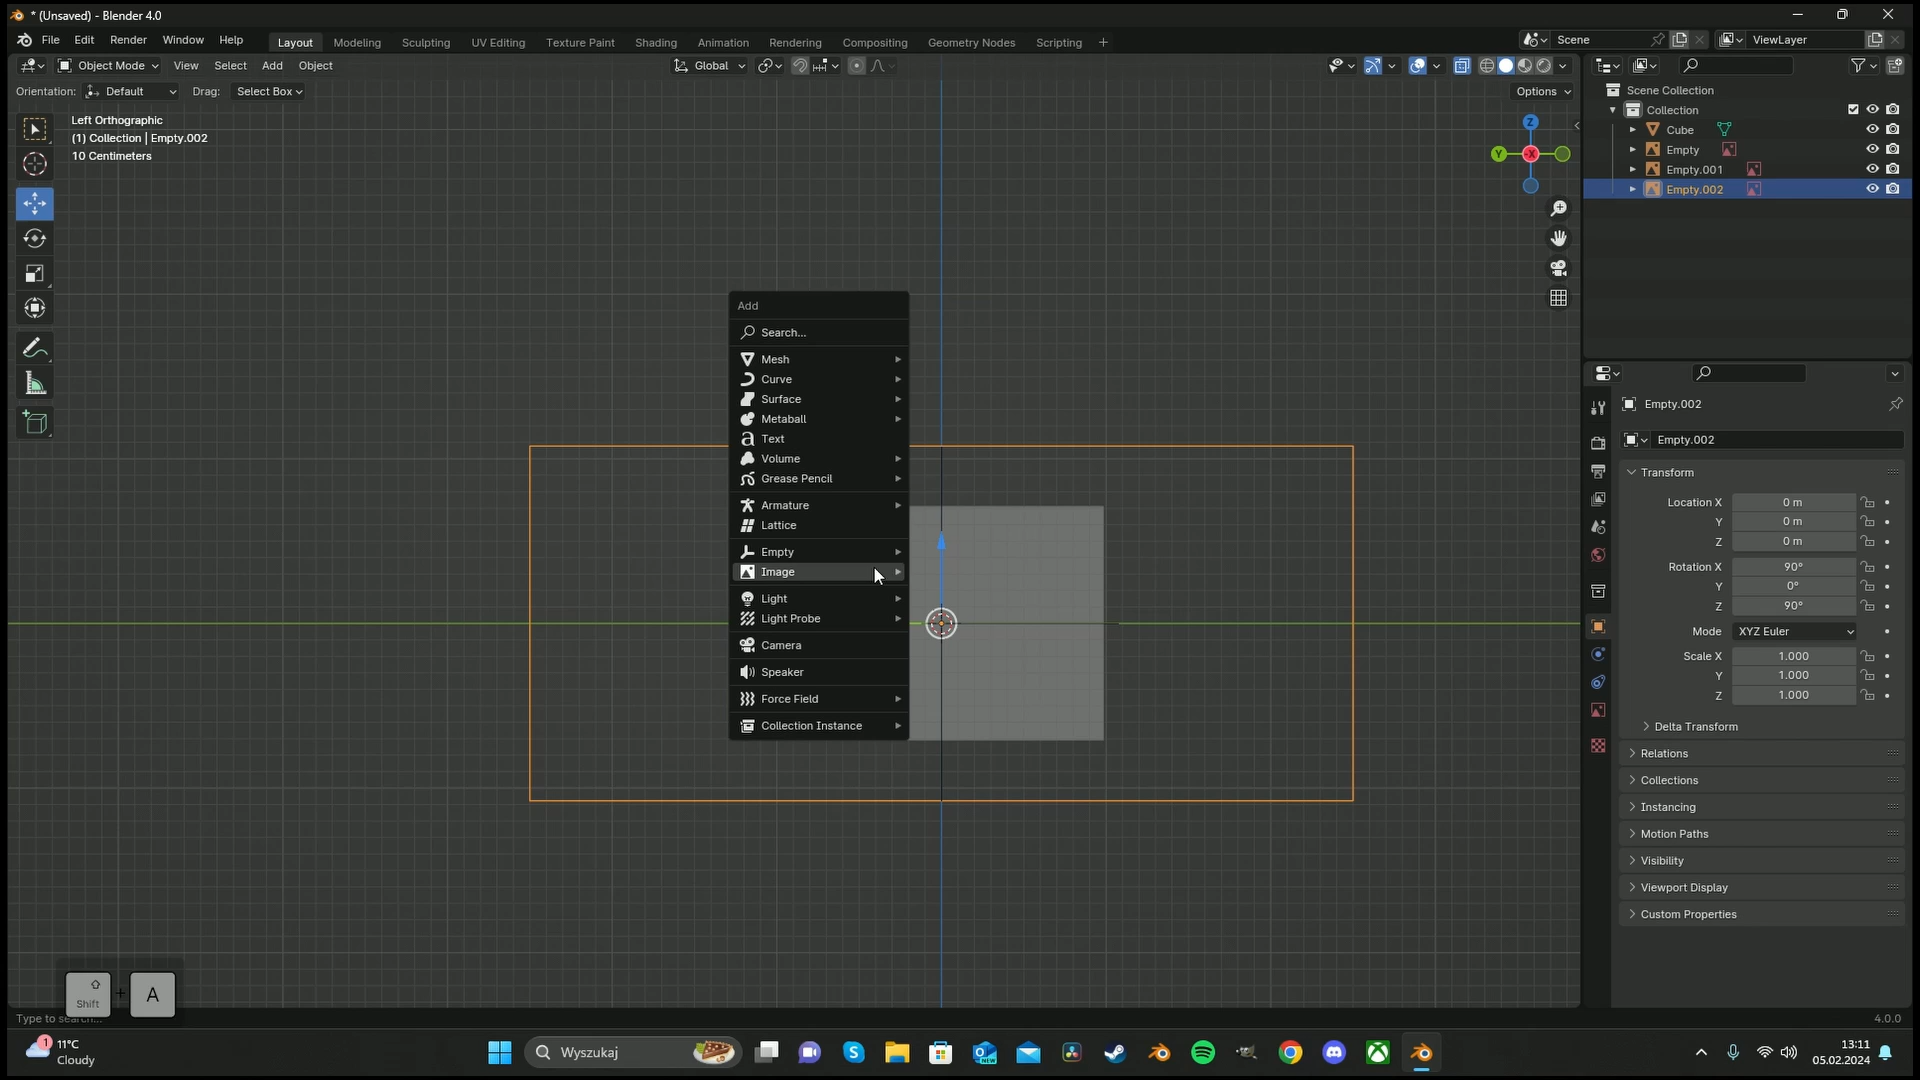 * (Unsaved) - Blender 4.0
File Edit Render Window Help Layout Modeling Sculpting UV Editing Texture Paint Shading Animation Rendering Compositing Geometry Nodes Scripting + Scene ViewLayer
Object Mode View Select Add Object Global
Orientation: Default Drag: Select Box Options
Left Orthographic
(1) Collection | Empty.002
10 Centimeters
Z
Y
-X
Scene Collection
Collection
Cube
Empty
Empty.001
Empty.002
Add
Search...
Mesh
Curve
Surface
Metaball
Text
Volume
Grease Pencil
Armature
Lattice
Empty
Image
Light
Light Probe
Camera
Speaker
Force Field
Collection Instance
Empty.002
Empty.002
Transform
Location X 0 m
Y 0 m
Z 0 m
Rotation X 90°
Y 0°
Z 90°
Mode XYZ Euler
Scale X 1.000
Y 1.000
Z 1.000
Delta Transform
Relations
Collections
Instancing
Motion Paths
Visibility
Viewport Display
Custom Properties
Shift + A
Type to search...
4.0.0
1
11°C
Cloudy
Wyszukaj
NEW
13:11
05.02.2024